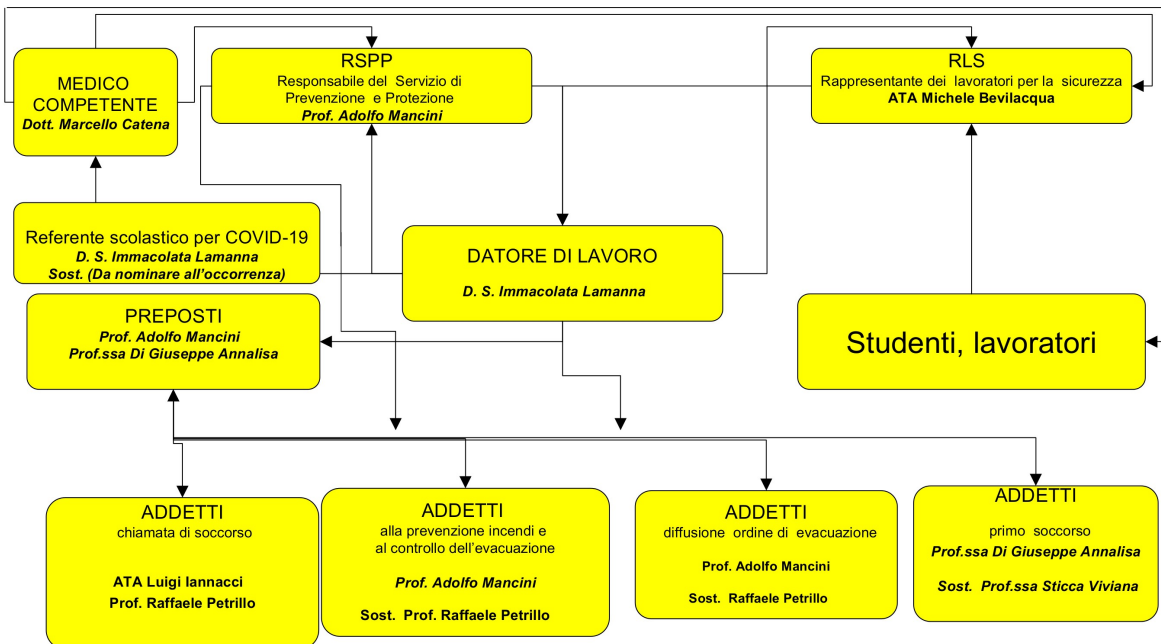 MEDICO
COMPETENTE
Dott. Marcello Catena
RSPP
Responsabile del Servizio di
Prevenzione e Protezione
Prof. Adolfo Mancini
RLS
Rappresentante dei lavoratori per la sicurezza
ATA Michele Bevilacqua
Referente scolastico per COVID-19
D. S. Immacolata Lamanna
Sost. (Da nominare all'occorrenza)
DATORE DI LAVORO
D. S. Immacolata Lamanna
PREPOSTI
Prof. Adolfo Mancini
Prof.ssa Di Giuseppe Annalisa
Studenti, lavoratori
ADDETTI
chiamata di soccorso
ATA Luigi Iannacci
Prof. Raffaele Petrillo
ADDETTI
alla prevenzione incendi e
al controllo dell'evacuazione
Prof. Adolfo Mancini
Sost. Prof. Raffaele Petrillo
ADDETTI
diffusione ordine di evacuazione
Prof. Adolfo Mancini
Sost. Raffaele Petrillo
ADDETTI
primo soccorso
Prof.ssa Di Giuseppe Annalisa
Sost. Prof.ssa Sticca Viviana